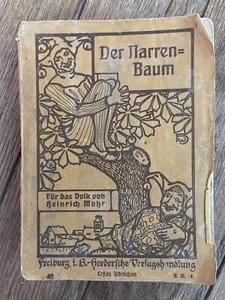 Der Narren=
Baum
Für das Volk von
Heinrich Mohr
Freiburg i. B.-Herdersche Verlagshandlung
Erstes Bändchen